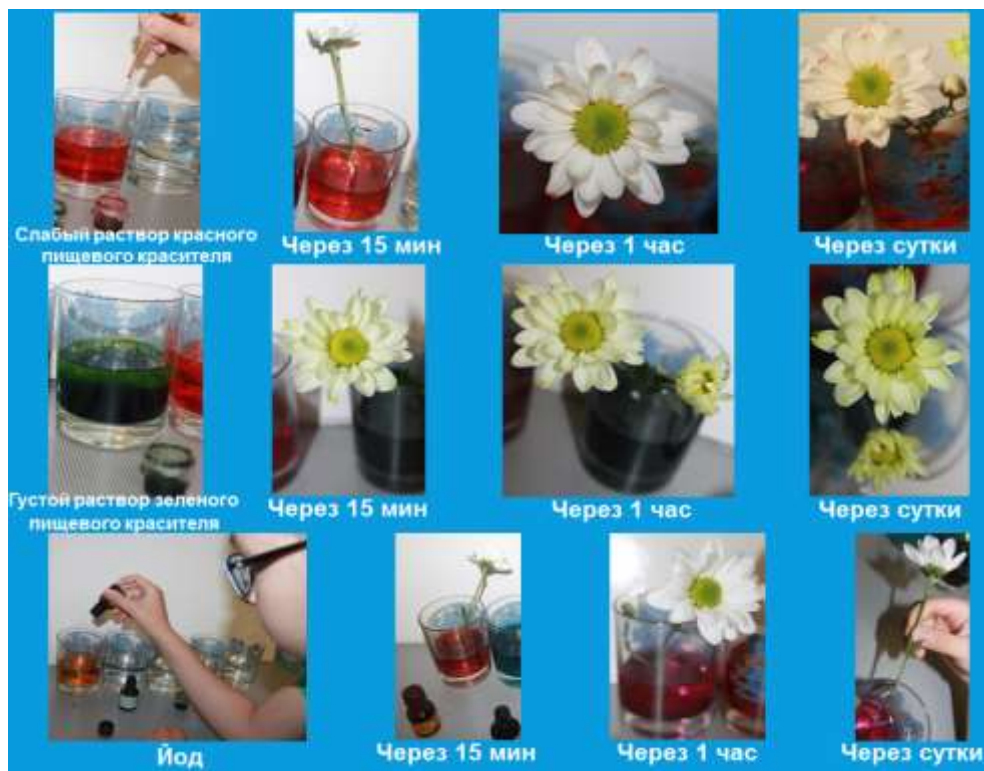 Слабый раствор красного
пищевого красителя
Через 15 мин
Через 1 час
Через сутки
Густой раствор зеленого
пищевого красителя
Через 15 мин
Через 1 час
Через сутки
Йод
Через 15 мин
Через 1 час
Через сутки